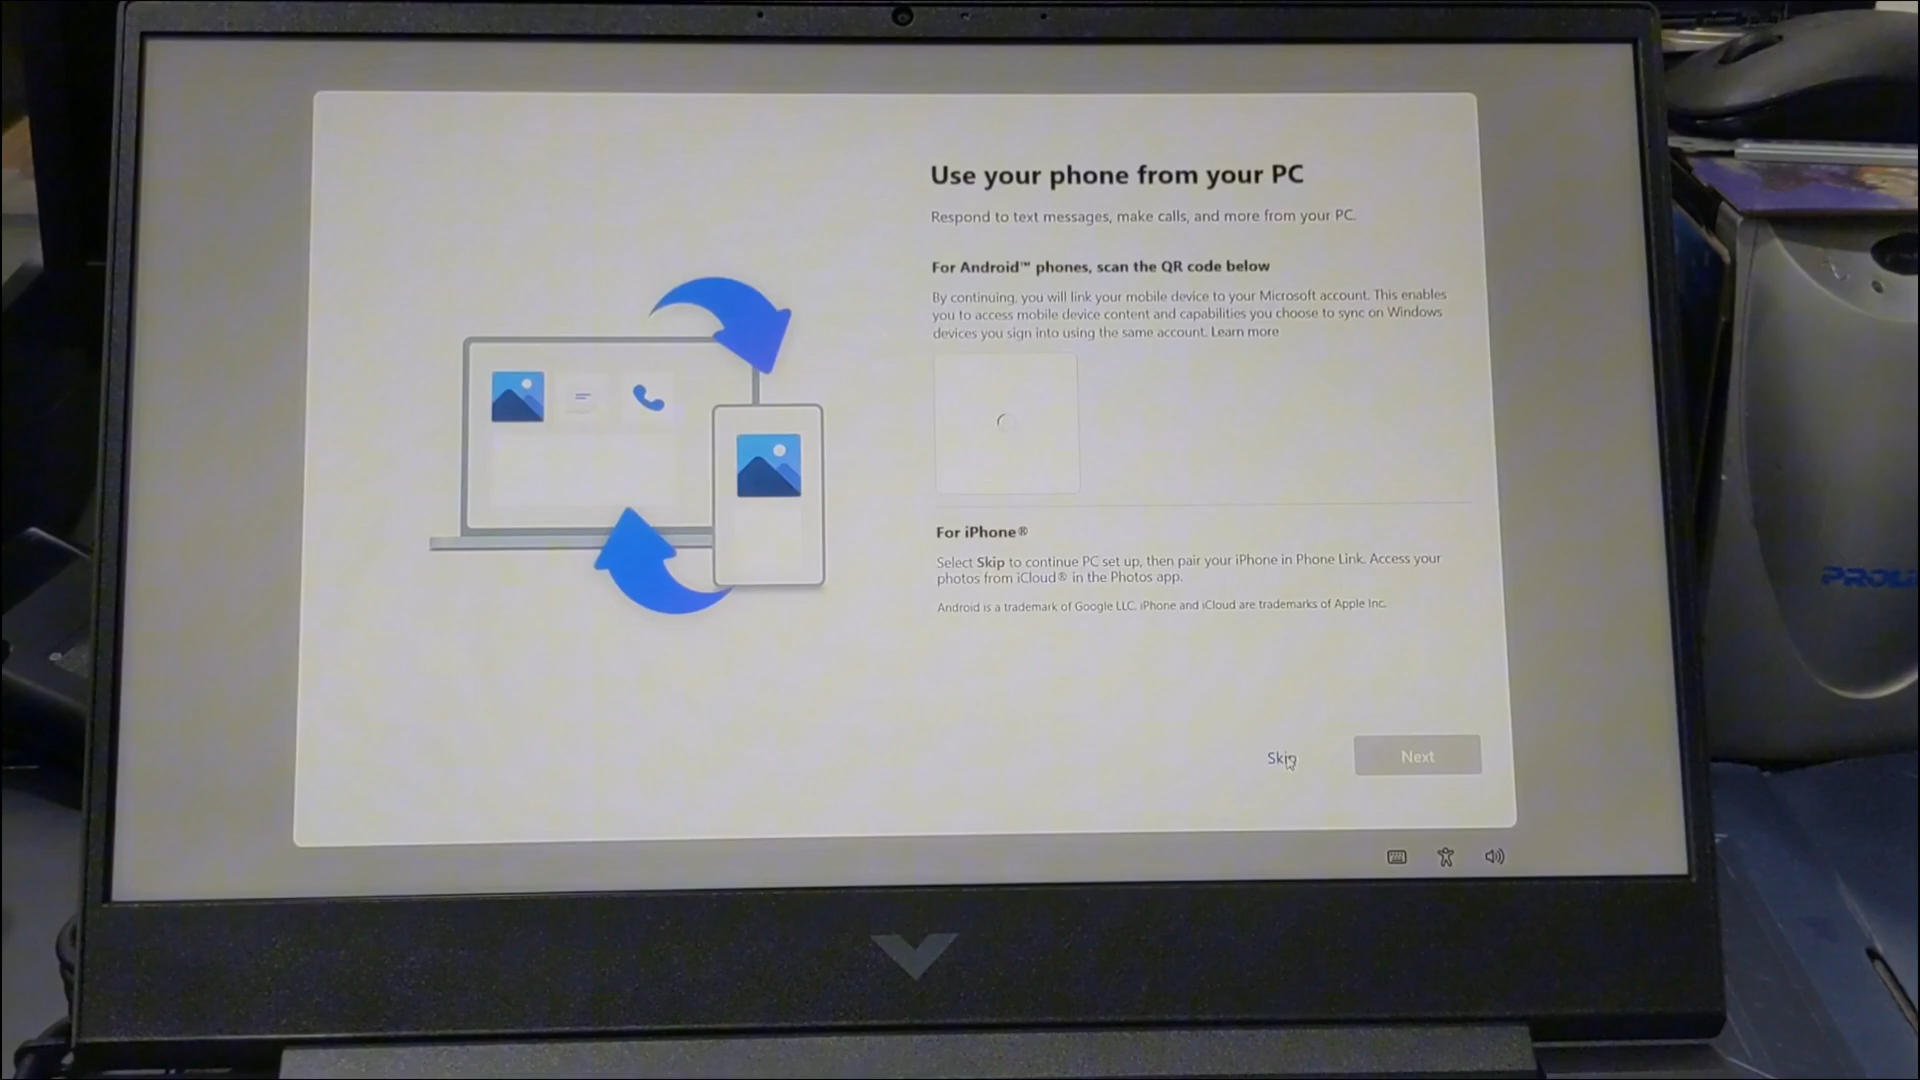 Use your phone from your PC
Respond to text messages, make calls, and more from your PC.
For Android™ phones, scan the QR code below
By continuing, you will link your mobile device to your Microsoft account. This enables
you to access mobile device content and capabilities you choose to sync on Windows
devices you sign into using the same account. Learn more
For iPhone®
Select Skip to continue PC set up, then pair your iPhone in Phone Link. Access your
photos from iCloud® in the Photos app.
Android is a trademark of Google LLC. iPhone and iCloud are trademarks of Apple Inc.
Skip
Next